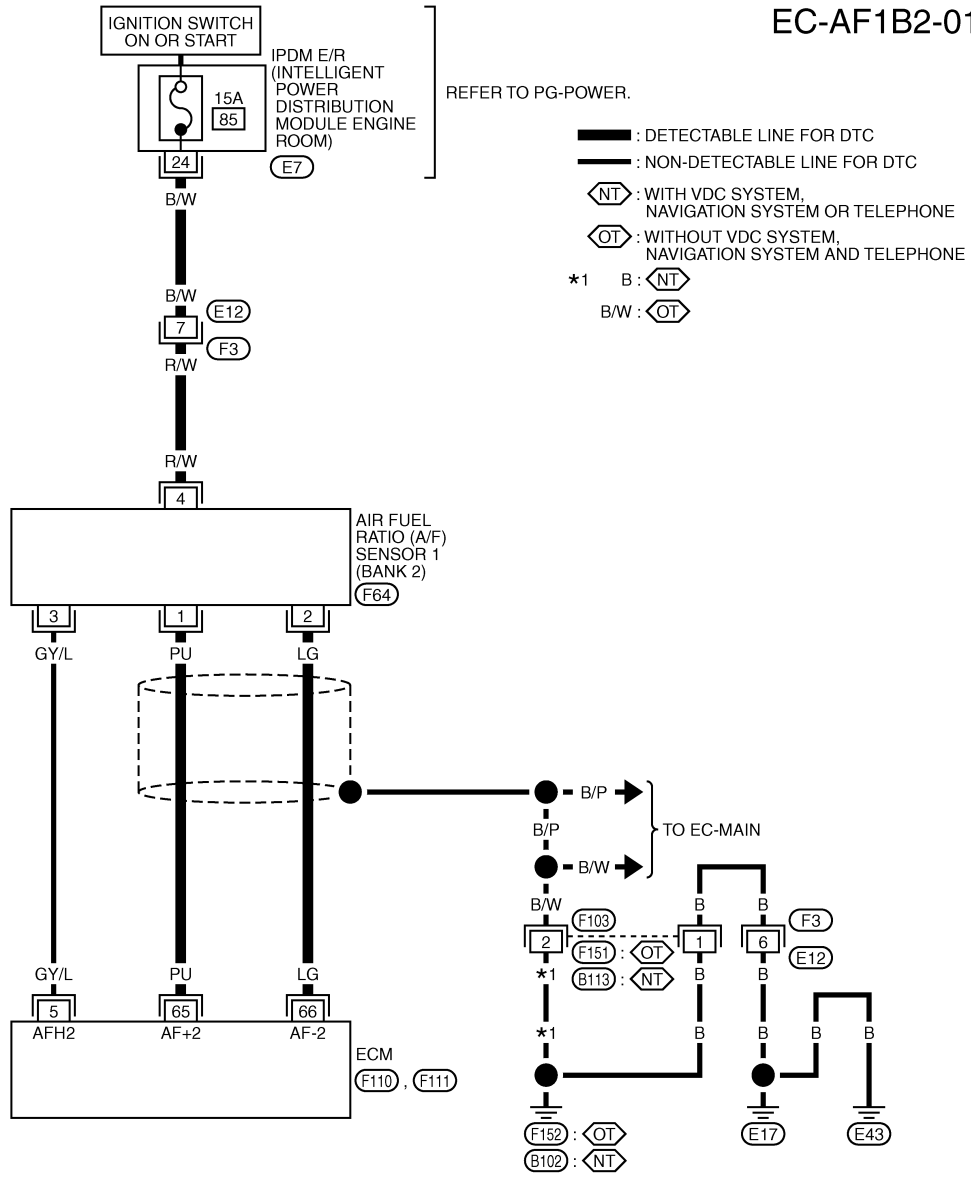 EC-AF1B2-01
IGNITION SWITCH
ON OR START
IPDM E/R
(INTELLIGENT
POWER
DISTRIBUTION
MODULE ENGINE
ROOM)
E7
15A
85
24
REFER TO PG-POWER.
: DETECTABLE LINE FOR DTC
: NON-DETECTABLE LINE FOR DTC
NT : WITH VDC SYSTEM,
NAVIGATION SYSTEM OR TELEPHONE
OT : WITHOUT VDC SYSTEM,
NAVIGATION SYSTEM AND TELEPHONE
*1 B : NT
B/W : OT
B/W
B/W
E12
7
F3
R/W
R/W
4
AIR FUEL
RATIO (A/F)
SENSOR 1
(BANK 2)
F64
3 1 2
GY/L PU LG
B/P
TO EC-MAIN
B/P
B/W
B/W B B
F103 F3
2 1 6
F151 : OT E12
B113 : NT
*1 B B
GY/L PU LG
5 65 66
AFH2 AF+2 AF-2
*1 B B B B
ECM
F110 , F111
F152 : OT E17 E43
B102 : NT